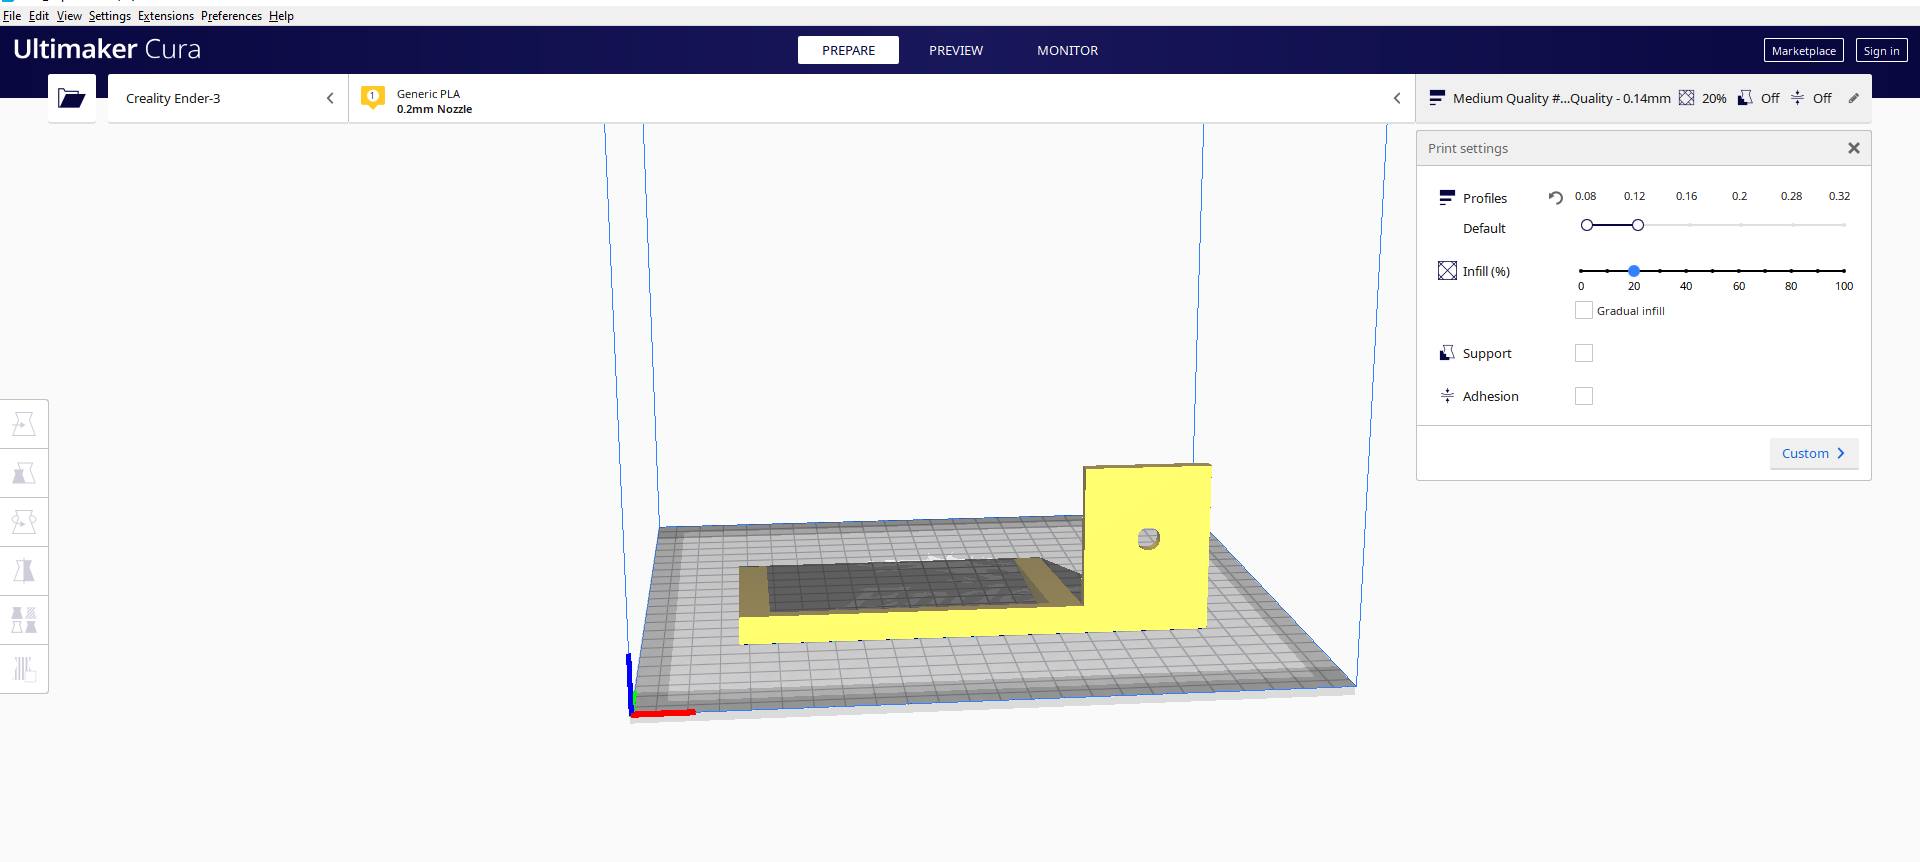 File Edit View Settings Extensions Preferences Help
Ultimaker Cura
PREPARE PREVIEW MONITOR
Marketplace Sign in
Creality Ender-3
1
Generic PLA
0.2mm Nozzle
Medium Quality #...Quality - 0.14mm 20% Off Off
Print settings
Profiles 0.08 0.12 0.16 0.2 0.28 0.32
Default
Infill (%)
0 20 40 60 80 100
Gradual infill
Support
Adhesion
Custom